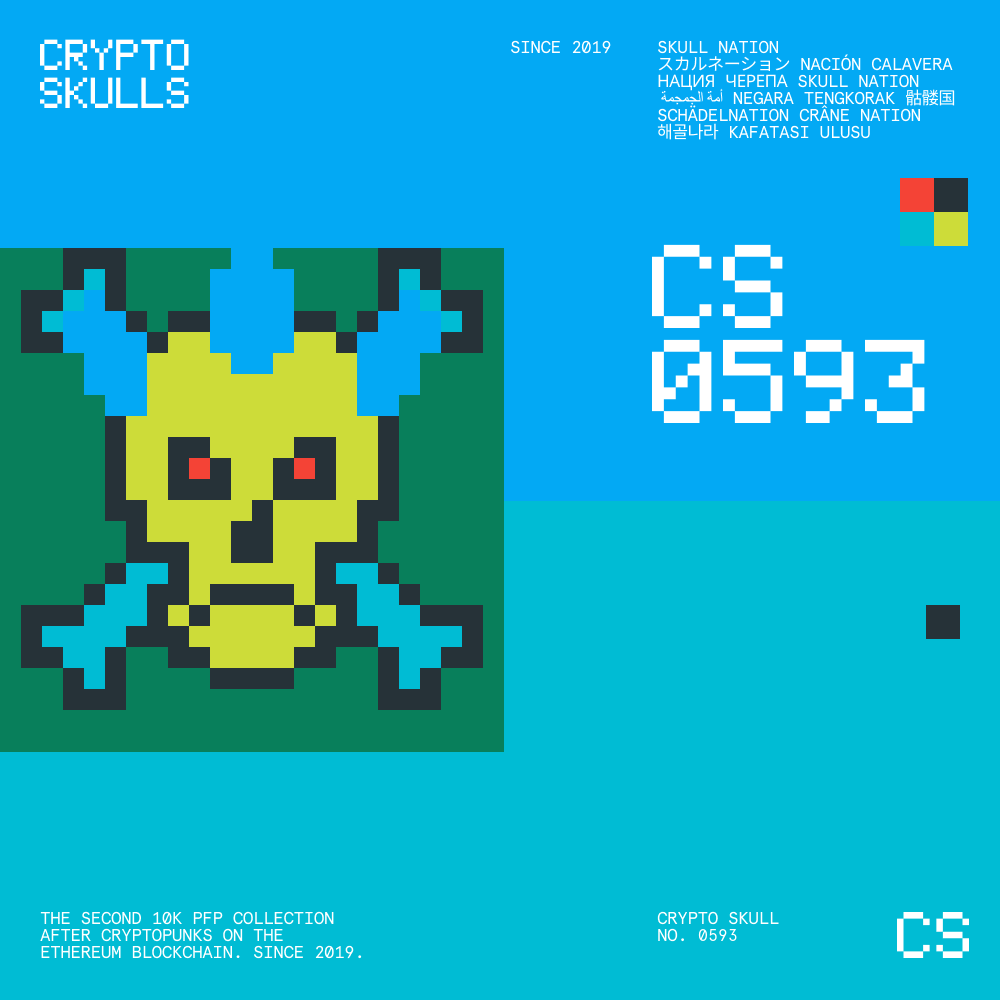 CRYPTO
SKULLS
SINCE 2019
SKULL NATION
スカルネーション NACIÓN CALAVERA
НАЦИЯ ЧЕРЕПА SKULL NATION
أمة الجمجمة NEGARA TENGKORAK 骷髅国
SCHÄDELNATION CRÂNE NATION
해골나라 KAFATASI ULUSU
CS
0593
THE SECOND 10K PFP COLLECTION
AFTER CRYPTOPUNKS ON THE
ETHEREUM BLOCKCHAIN. SINCE 2019.
CRYPTO SKULL
NO. 0593
CS